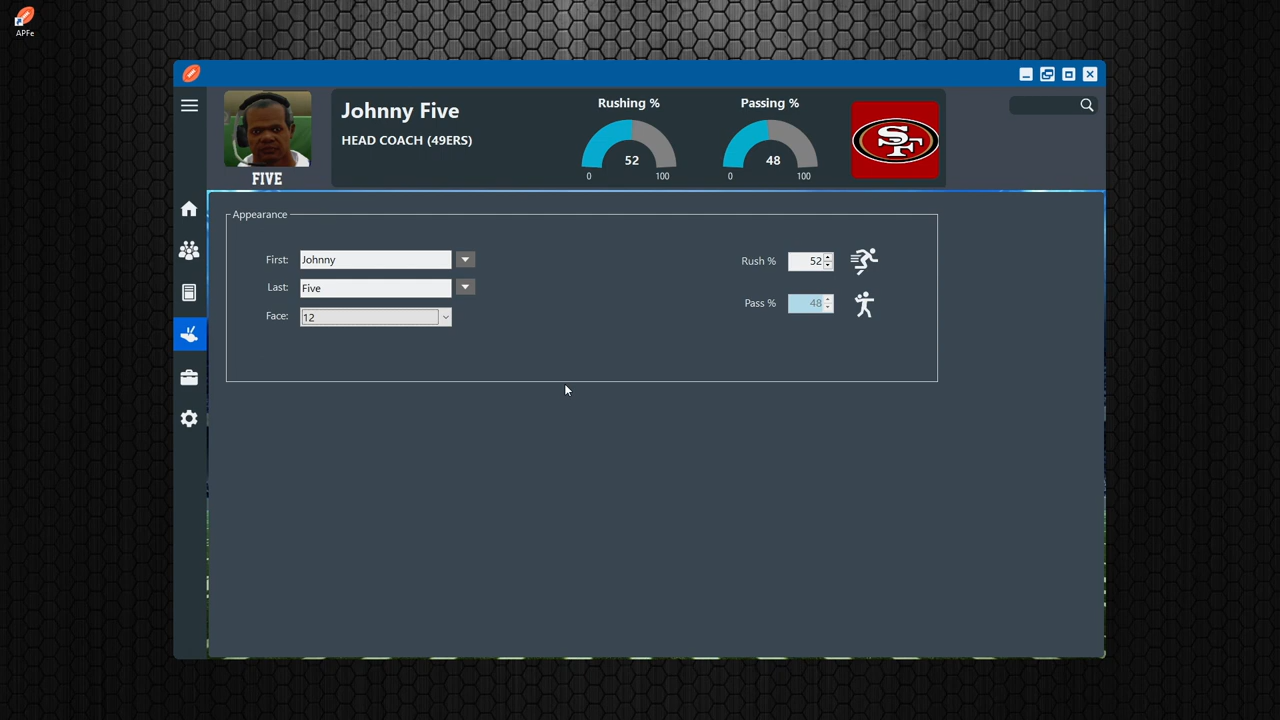 APFe
Johnny Five
HEAD COACH (49ERS)
FIVE
Rushing %
52
0 100
Passing %
48
0 100
SF
Appearance
First: Johnny
Last: Five
Face: 12
Rush % 52
Pass % 48